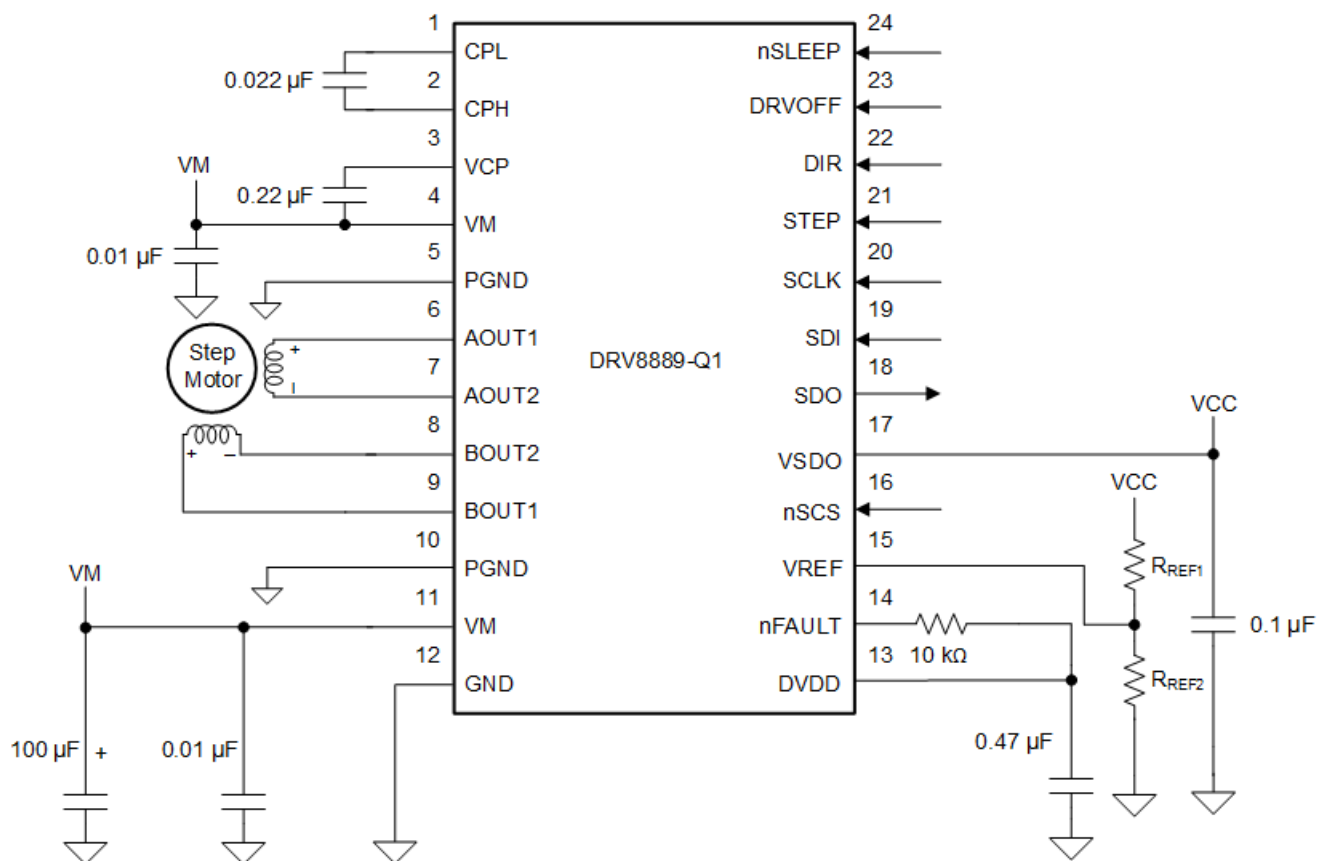 1
CPL
0.022 µF
2
CPH
3
VCP
VM
0.22 µF
4
VM
0.01 µF
5
PGND
6
AOUT1
+
–
7
AOUT2
Step
Motor
8
BOUT2
+ –
9
BOUT1
10
PGND
VM
11
VM
12
GND
100 µF +
0.01 µF
DRV8889-Q1
24
nSLEEP
23
DRVOFF
22
DIR
21
STEP
20
SCLK
19
SDI
18
SDO
17
VSDO
VCC
16
nSCS
VCC
15
VREF
RREF1
14
nFAULT
10 kΩ
0.1 µF
13
DVDD
RREF2
0.47 µF